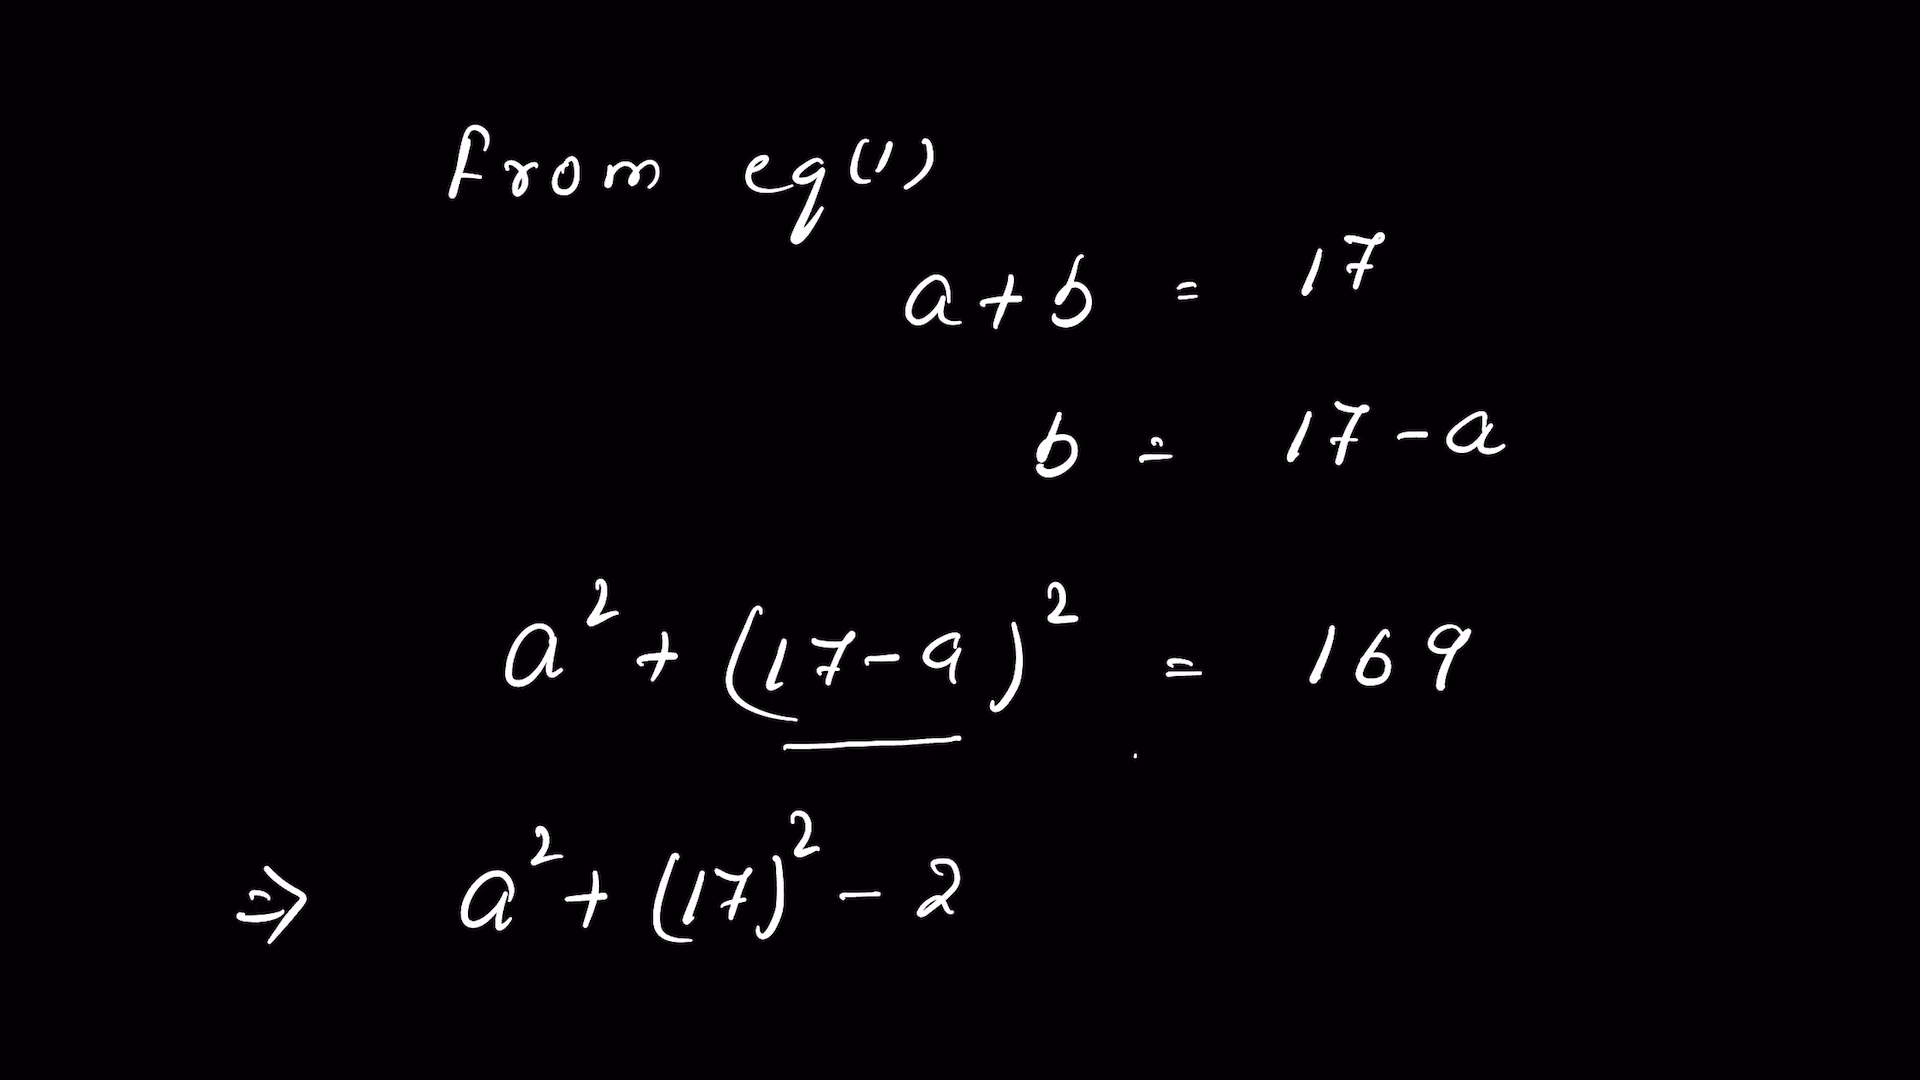 from eq(1)
a+b = 17
b = 17-a
a² + (17-a)² = 169
⇒ a² + (17)² - 2